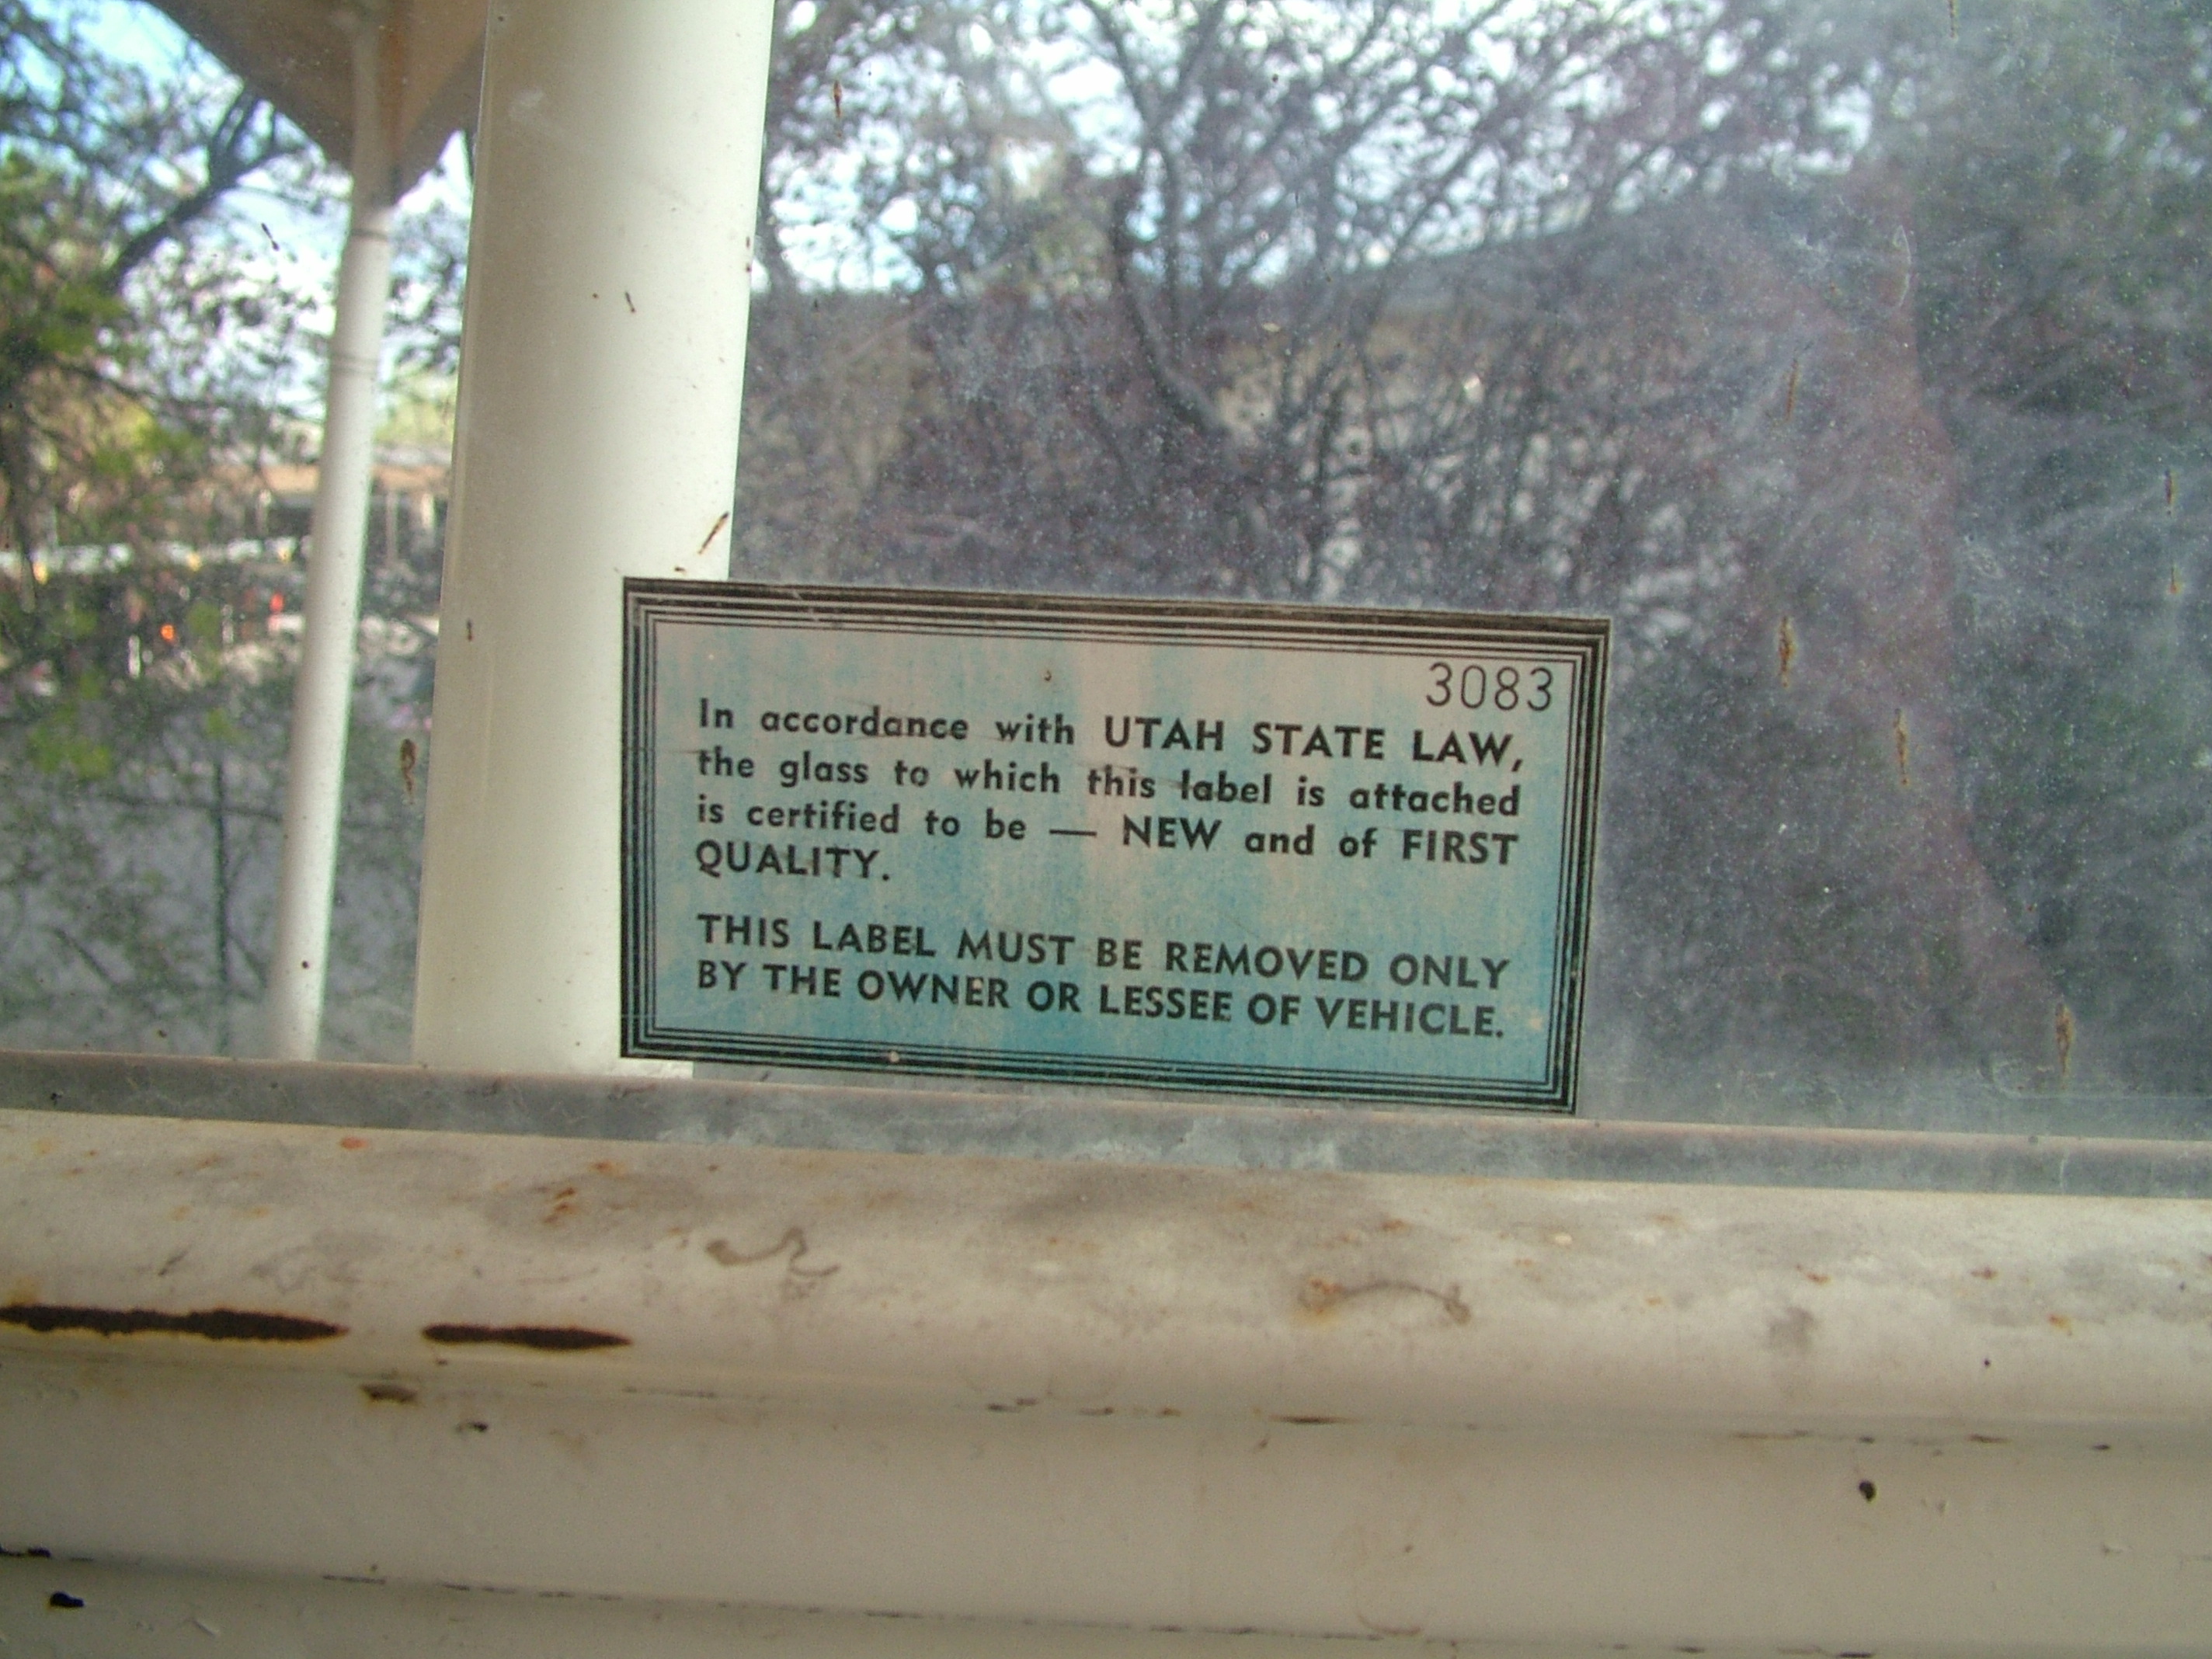 3083
In accordance with UTAH STATE LAW,
the glass to which this label is attached
is certified to be — NEW and of FIRST
QUALITY.
THIS LABEL MUST BE REMOVED ONLY
BY THE OWNER OR LESSEE OF VEHICLE.